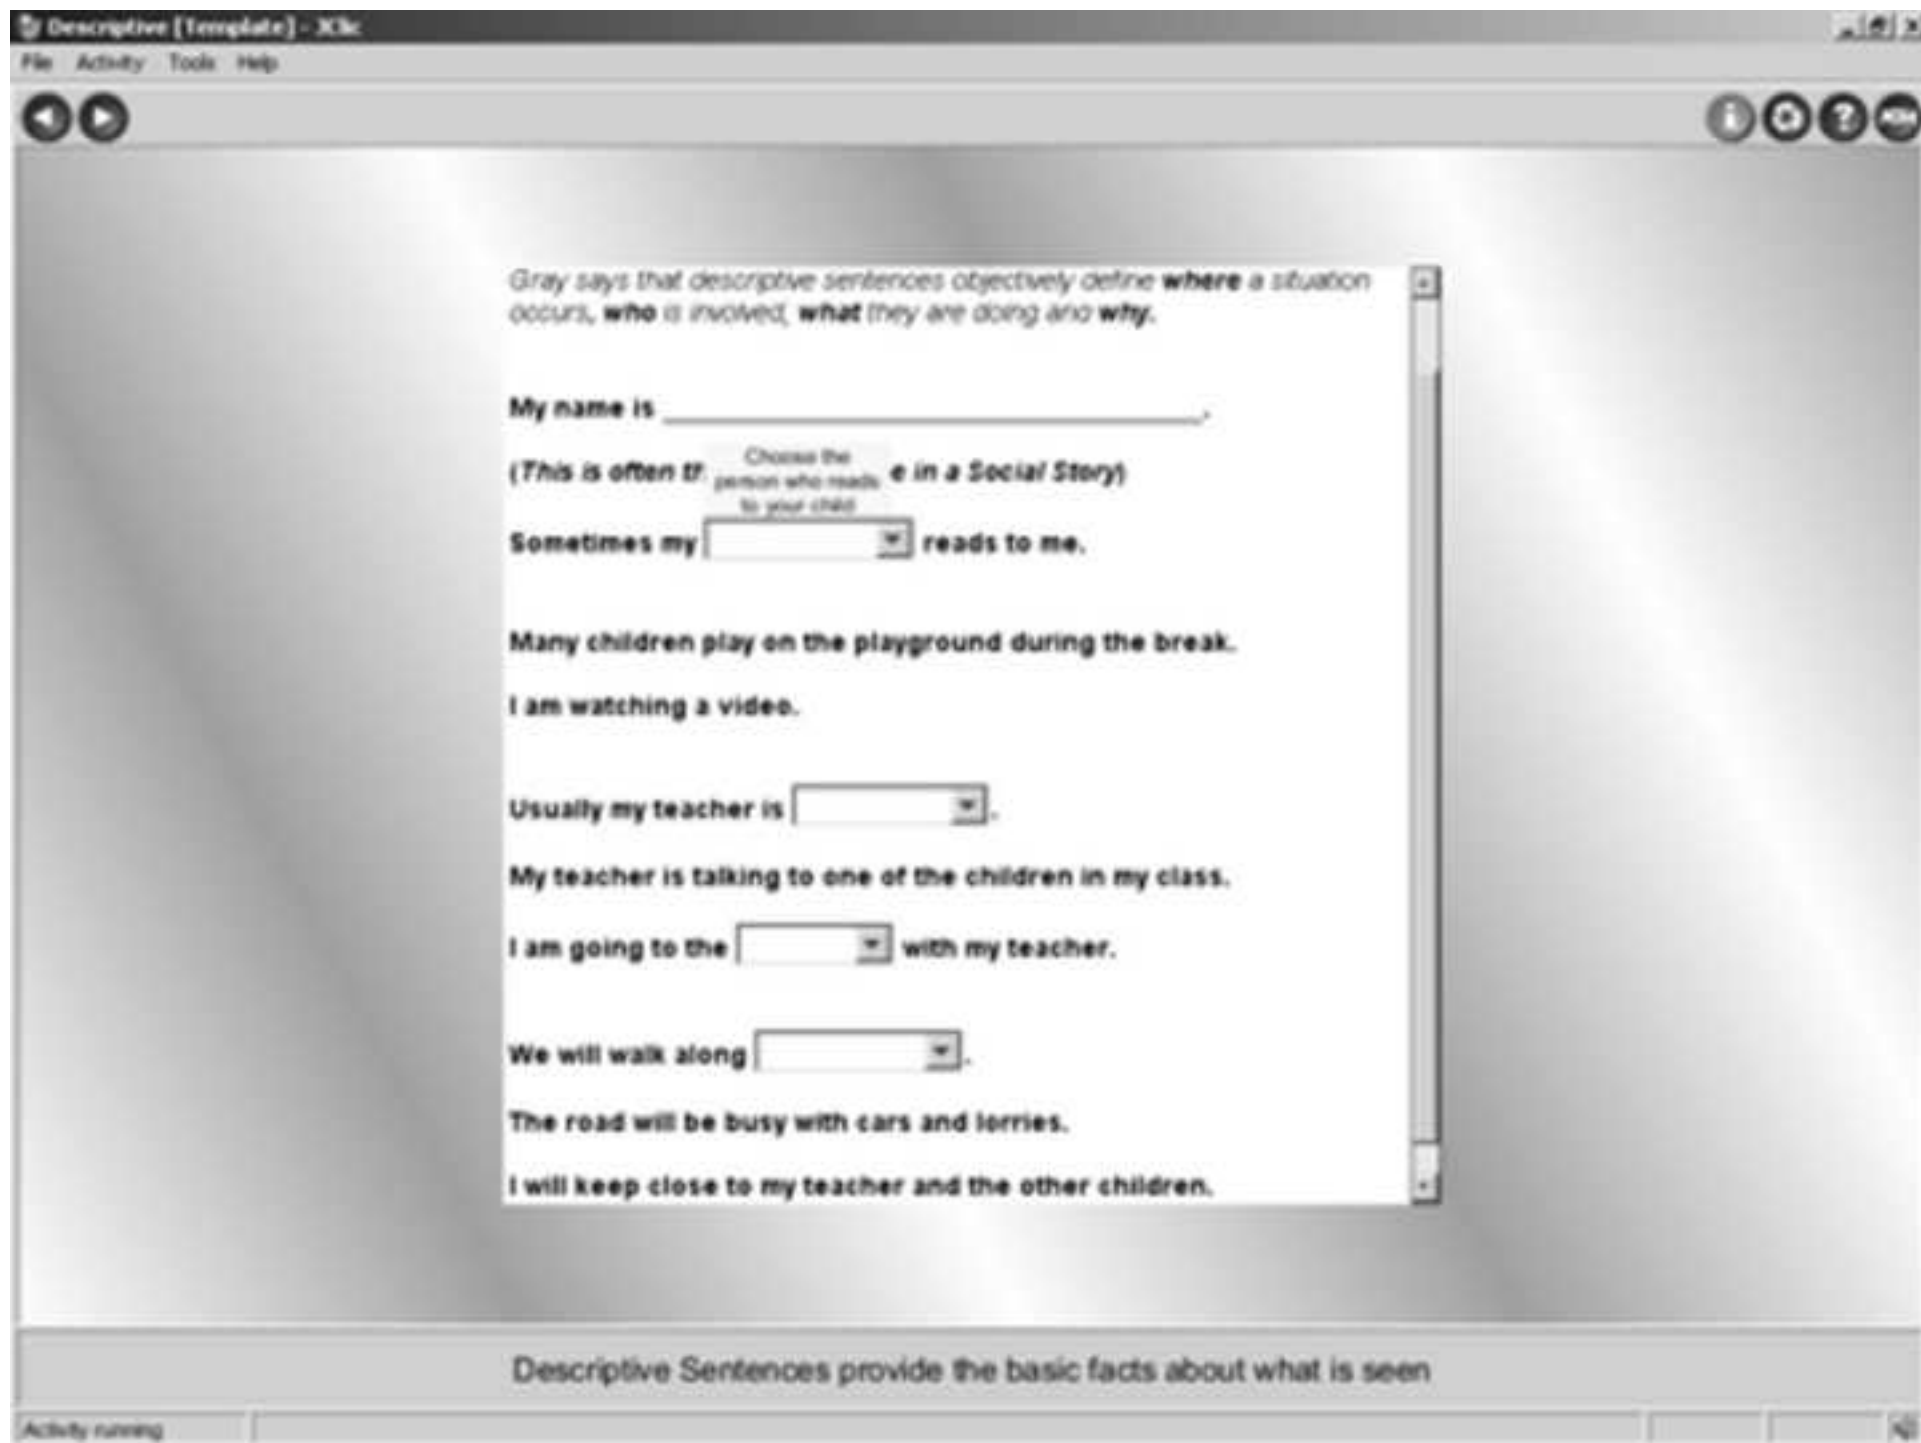 Descriptive [Template] - JClic
File Activity Tools Help
Gray says that descriptive sentences objectively define where a situation
occurs, who is involved, what they are doing and why.
My name is ______________________.
(This is often th e in a Social Story)
Choose the
person who reads
to your child
Sometimes my reads to me.
Many children play on the playground during the break.
I am watching a video.
Usually my teacher is .
My teacher is talking to one of the children in my class.
I am going to the with my teacher.
We will walk along .
The road will be busy with cars and lorries.
I will keep close to my teacher and the other children.
Descriptive Sentences provide the basic facts about what is seen
Activity running